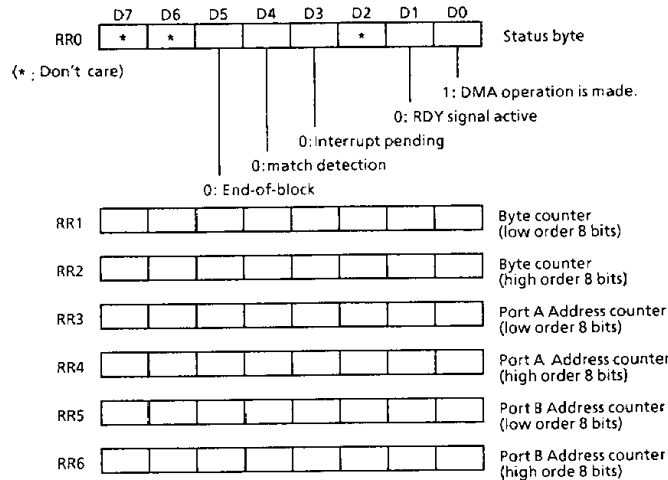 D7 D6 D5 D4 D3 D2 D1 D0
RR0 * * * Status byte
(* : Don't care)
1: DMA operation is made.
0: RDY signal active
0: Interrupt pending
0: match detection
0: End-of-block
RR1 Byte counter
(low order 8 bits)
RR2 Byte counter
(high order 8 bits)
RR3 Port A Address counter
(low order 8 bits)
RR4 Port A Address counter
(high order 8 bits)
RR5 Port B Address counter
(low order 8 bits)
RR6 Port B Address counter
(high orde 8 bits)